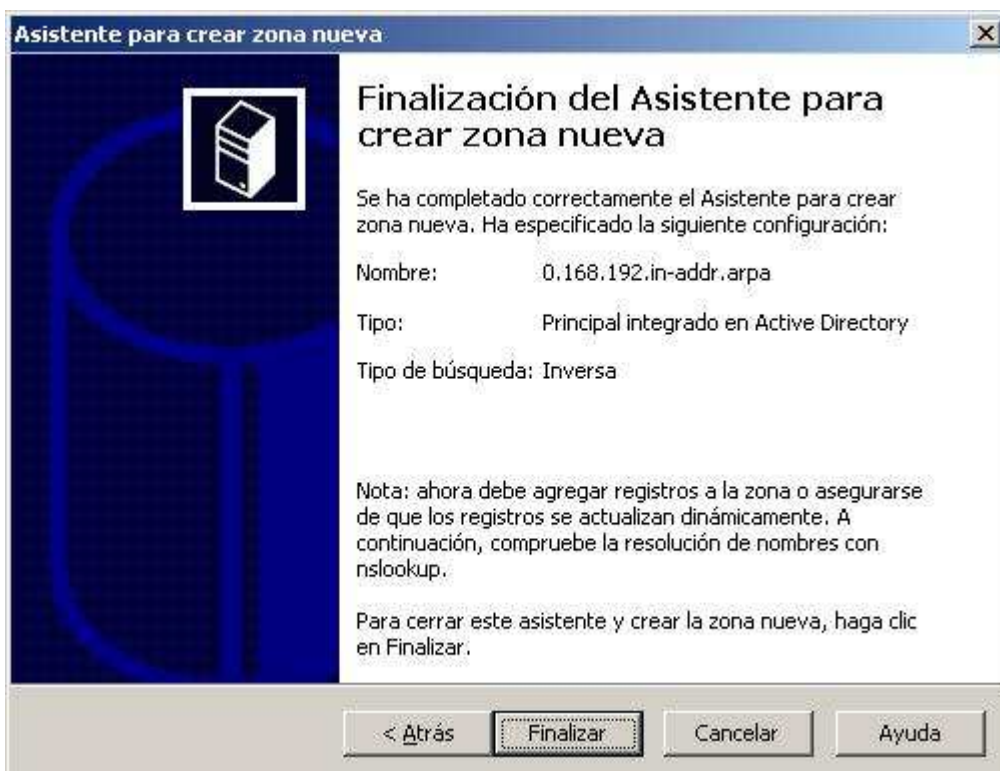 Asistente para crear zona nueva
Finalización del Asistente para
crear zona nueva
Se ha completado correctamente el Asistente para crear
zona nueva. Ha especificado la siguiente configuración:
Nombre: 0.168.192.in-addr.arpa
Tipo: Principal integrado en Active Directory
Tipo de búsqueda: Inversa
Nota: ahora debe agregar registros a la zona o asegurarse
de que los registros se actualizan dinámicamente. A
continuación, compruebe la resolución de nombres con
nslookup.
Para cerrar este asistente y crear la zona nueva, haga clic
en Finalizar.
< Atrás Finalizar Cancelar Ayuda